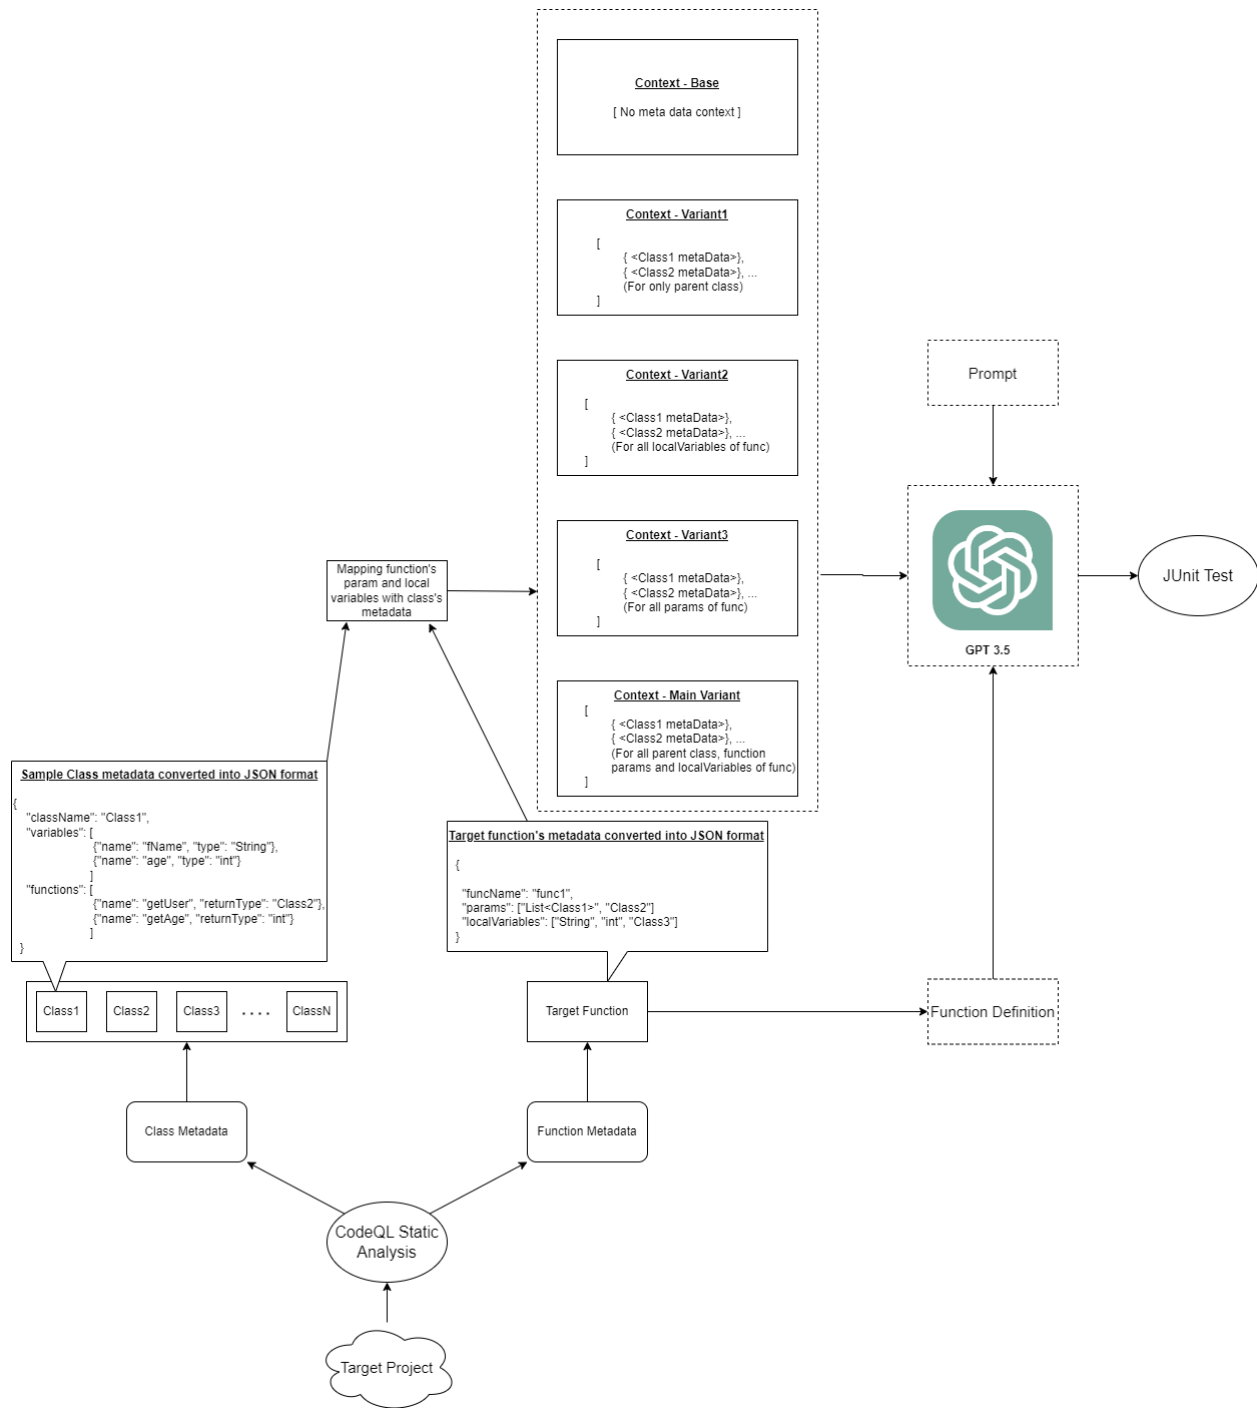 Context - Base
[ No meta data context ]
Context - Variant1
[
{ <Class1 metaData>},
{ <Class2 metaData>}, ...
(For only parent class)
]
Context - Variant2
[
{ <Class1 metaData>},
{ <Class2 metaData>}, ...
(For all localVariables of func)
]
Context - Variant3
[
{ <Class1 metaData>},
{ <Class2 metaData>}, ...
(For all params of func)
]
Context - Main Variant
[
{ <Class1 metaData>},
{ <Class2 metaData>}, ...
(For all parent class, function
params and localVariables of func)
]
Prompt
GPT 3.5
JUnit Test
Mapping function's
param and local
variables with class's
metadata
Sample Class metadata converted into JSON format
{
"className": "Class1",
"variables": [
{"name": "fName", "type": "String"},
{"name": "age", "type": "int"}
]
"functions": [
{"name": "getUser", "returnType": "Class2"},
{"name": "getAge", "returnType": "int"}
]
}
Target function's metadata converted into JSON format
{
"funcName": "func1",
"params": ["List<Class1>", "Class2"]
"localVariables": ["String", "int", "Class3"]
}
Class1
Class2
Class3
....
ClassN
Target Function
Function Definition
Class Metadata
Function Metadata
CodeQL Static
Analysis
Target Project